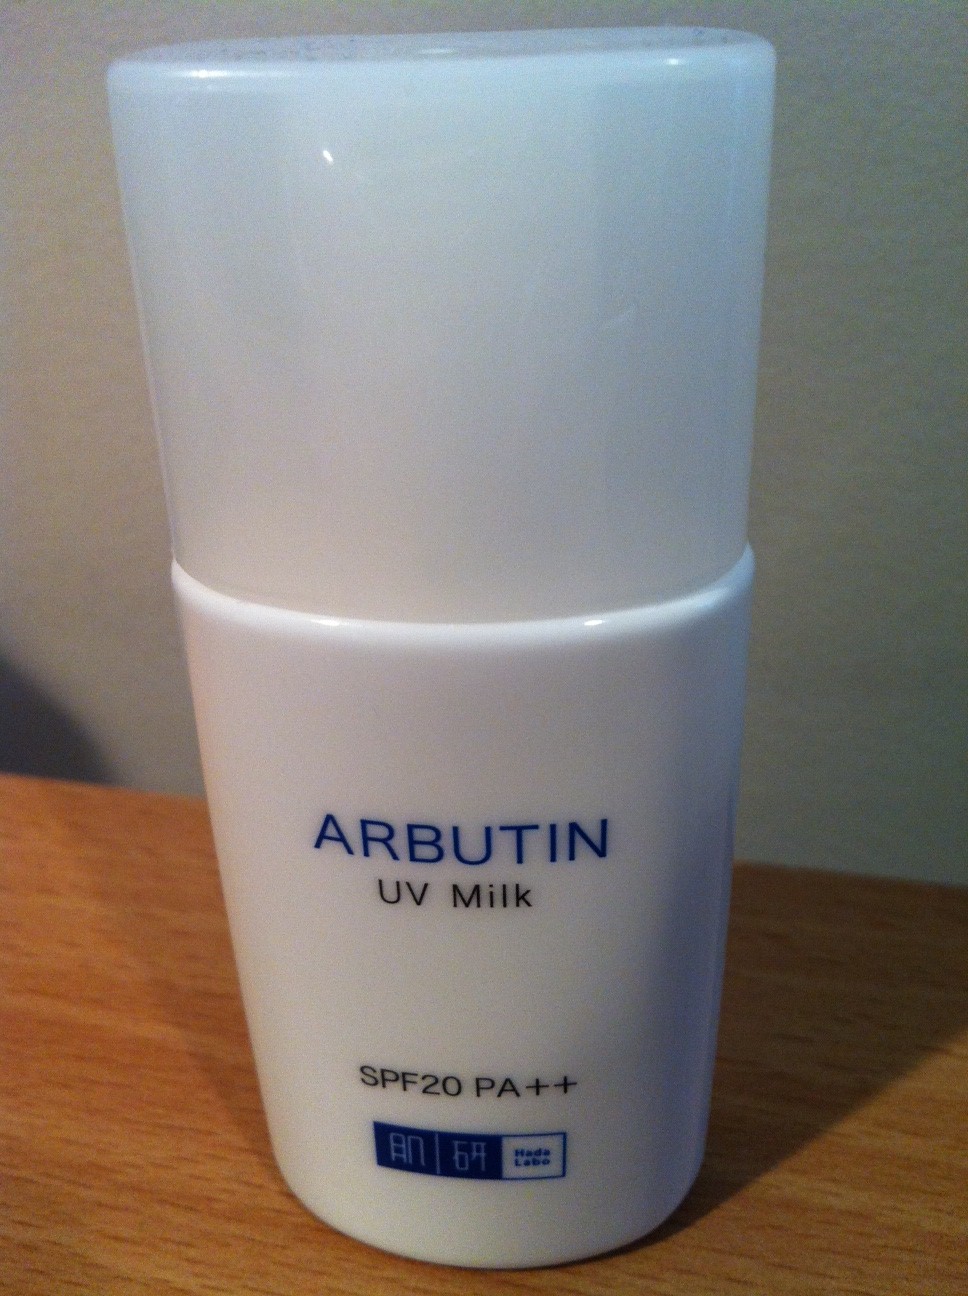 ARBUTIN
UV Milk
SPF20 PA++
肌研 Hada
Labo